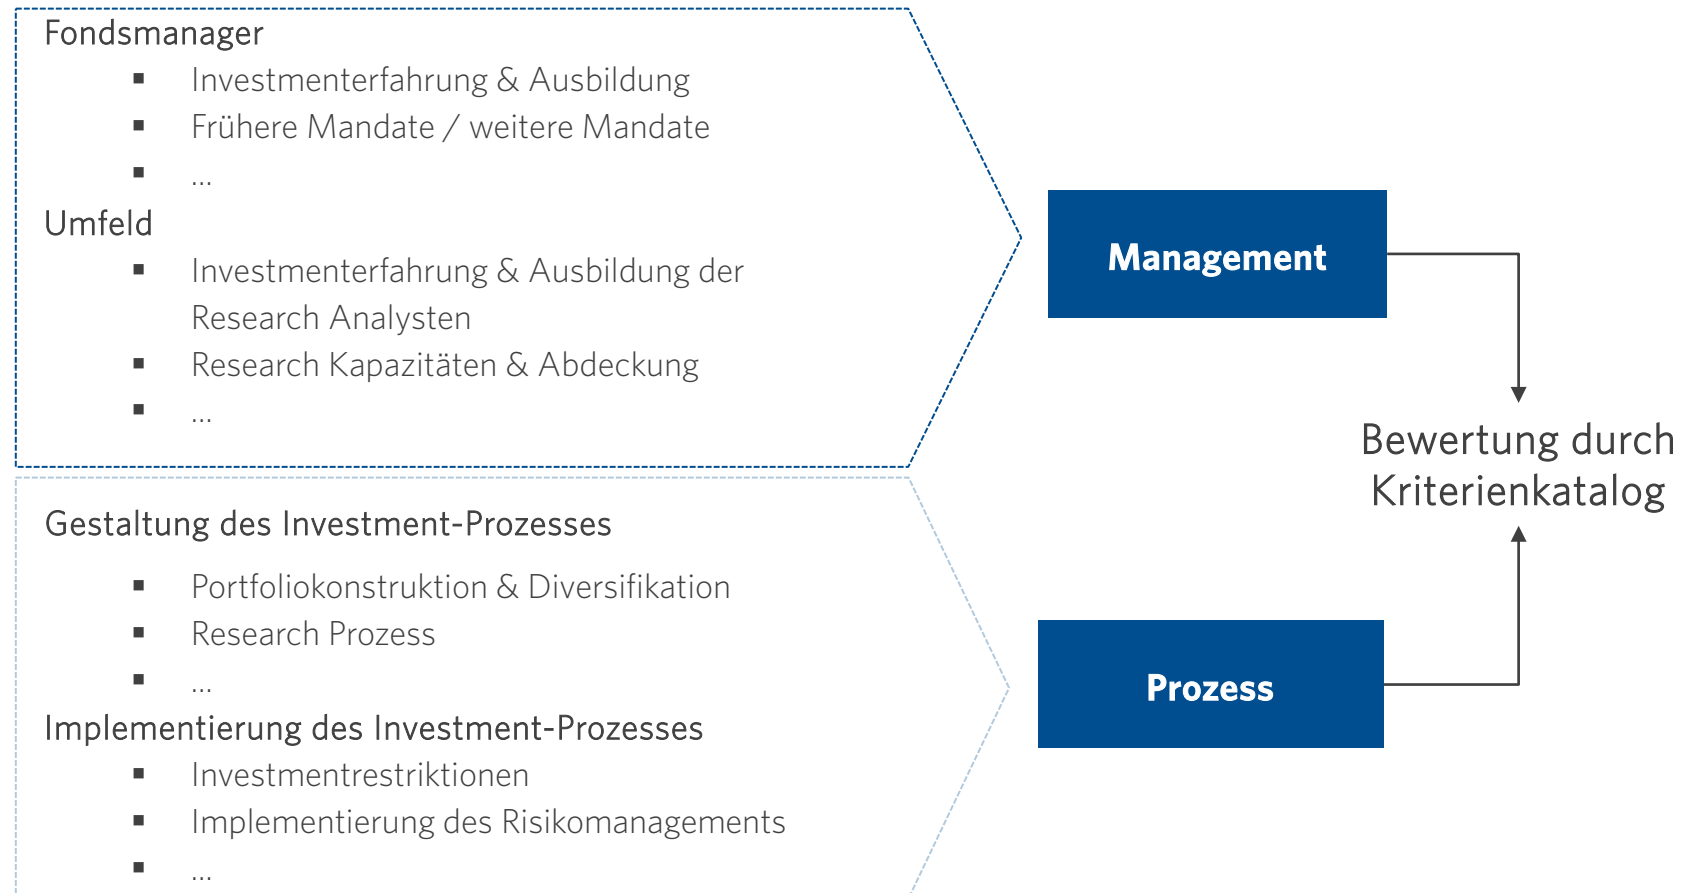 Fondsmanager
▪ Investmenterfahrung & Ausbildung
▪ Frühere Mandate / weitere Mandate
▪ ...
Umfeld
▪ Investmenterfahrung & Ausbildung der
Research Analysten
▪ Research Kapazitäten & Abdeckung
▪ ...
Management
Bewertung durch
Kriterienkatalog
Gestaltung des Investment-Prozesses
▪ Portfoliokonstruktion & Diversifikation
▪ Research Prozess
▪ ...
Implementierung des Investment-Prozesses
▪ Investmentrestriktionen
▪ Implementierung des Risikomanagements
▪ ...
Prozess